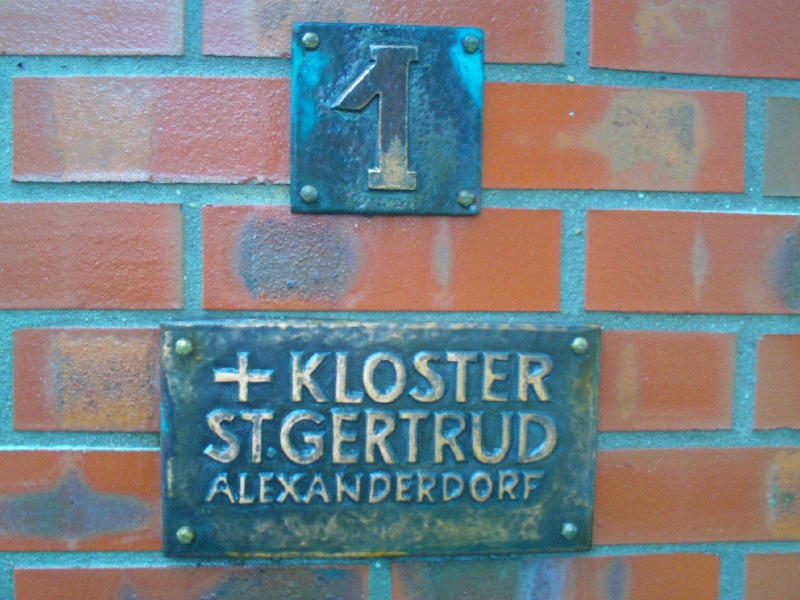 1
+ KLOSTER
ST. GERTRUD
ALEXANDERDORF